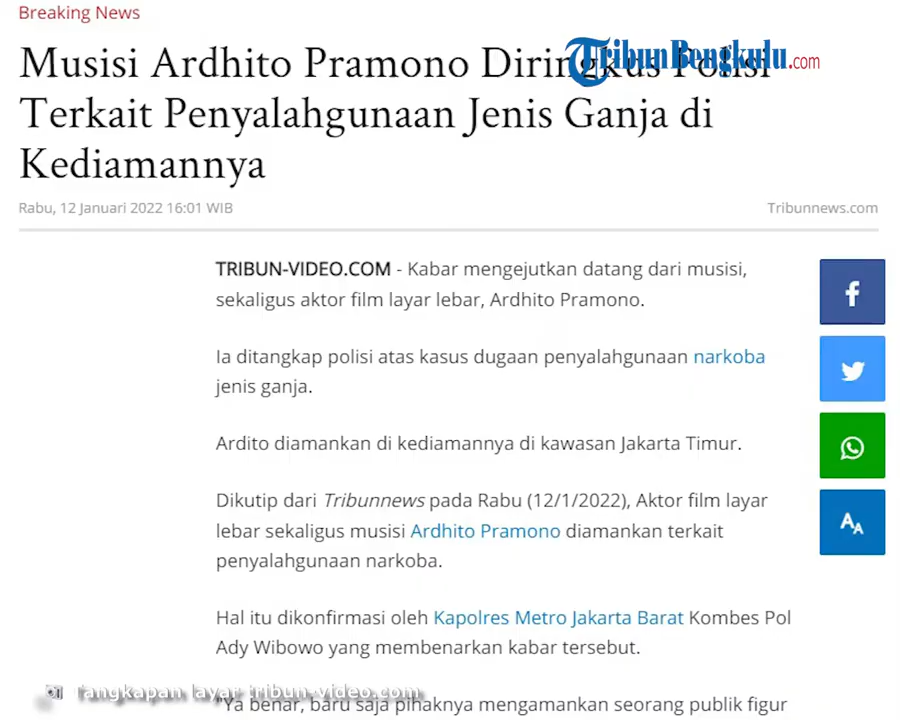 Breaking News
TribunBengkulu.com
Musisi Ardhito Pramono Diringkus Polisi
Terkait Penyalahgunaan Jenis Ganja di
Kediamannya
Rabu, 12 Januari 2022 16:01 WIB
Tribunnews.com
TRIBUN-VIDEO.COM - Kabar mengejutkan datang dari musisi,
sekaligus aktor film layar lebar, Ardhito Pramono.
Ia ditangkap polisi atas kasus dugaan penyalahgunaan narkoba
jenis ganja.
Ardito diamankan di kediamannya di kawasan Jakarta Timur.
Dikutip dari Tribunnews pada Rabu (12/1/2022), Aktor film layar
lebar sekaligus musisi Ardhito Pramono diamankan terkait
penyalahgunaan narkoba.
Hal itu dikonfirmasi oleh Kapolres Metro Jakarta Barat Kombes Pol
Ady Wibowo yang membenarkan kabar tersebut.
Tangkapan layar tribun-video.com
"Ya benar, baru saja pihaknya mengamankan seorang publik figur